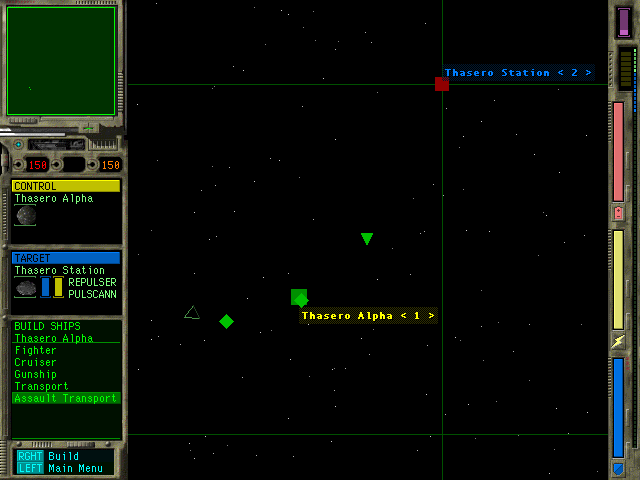 Thasero Station < 2 >
150 150
CONTROL
Thasero Alpha
TARGET
Thasero Station
REPULSER
PULSCANN
Thasero Alpha < 1 >
BUILD SHIPS
Thasero Alpha
Fighter
Cruiser
Gunship
Transport
Assault Transport
RGHT Build
LEFT Main Menu